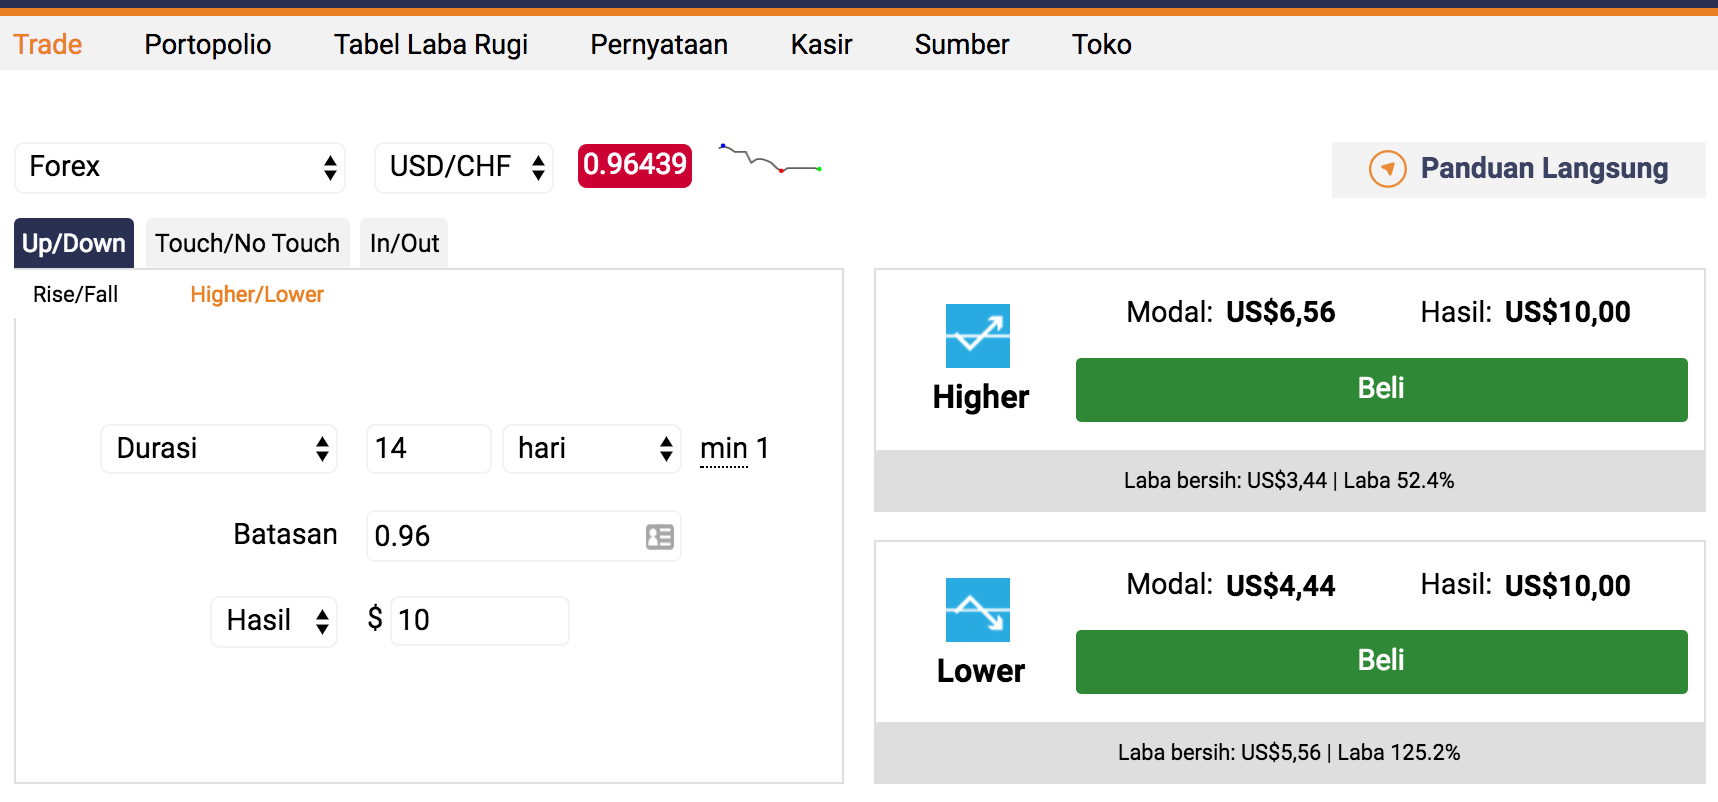 Trade Portopolio Tabel Laba Rugi Pernyataan Kasir Sumber Toko
Forex USD/CHF 0.96439 Panduan Langsung
Up/Down Touch/No Touch In/Out
Rise/Fall Higher/Lower
Durasi 14 hari min 1
Batasan 0.96
Hasil $ 10
Modal: US$6,56 Hasil: US$10,00
Higher Beli
Laba bersih: US$3,44 | Laba 52.4%
Modal: US$4,44 Hasil: US$10,00
Lower Beli
Laba bersih: US$5,56 | Laba 125.2%